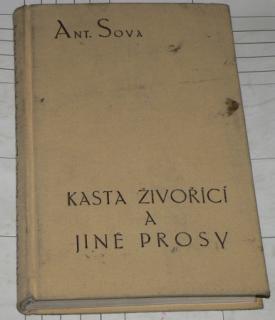 ANT. SOVA
KASTA ŽIVOŘÍCÍ
A
JINÉ PROSY